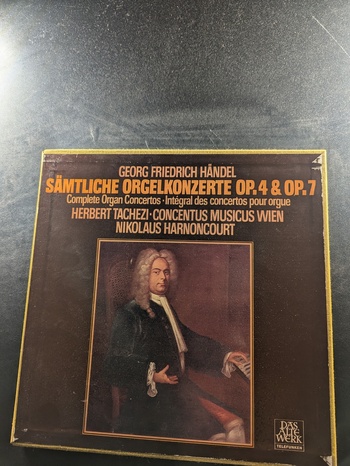 GEORG FRIEDRICH HÄNDEL
SÄMTLICHE ORGELKONZERTE OP. 4 & OP. 7
Complete Organ Concertos · Intégral des concertos pour orgue
HERBERT TACHEZI · CONCENTUS MUSICUS WIEN
NIKOLAUS HARNONCOURT
DAS
ALTE
WERK
TELEFUNKEN